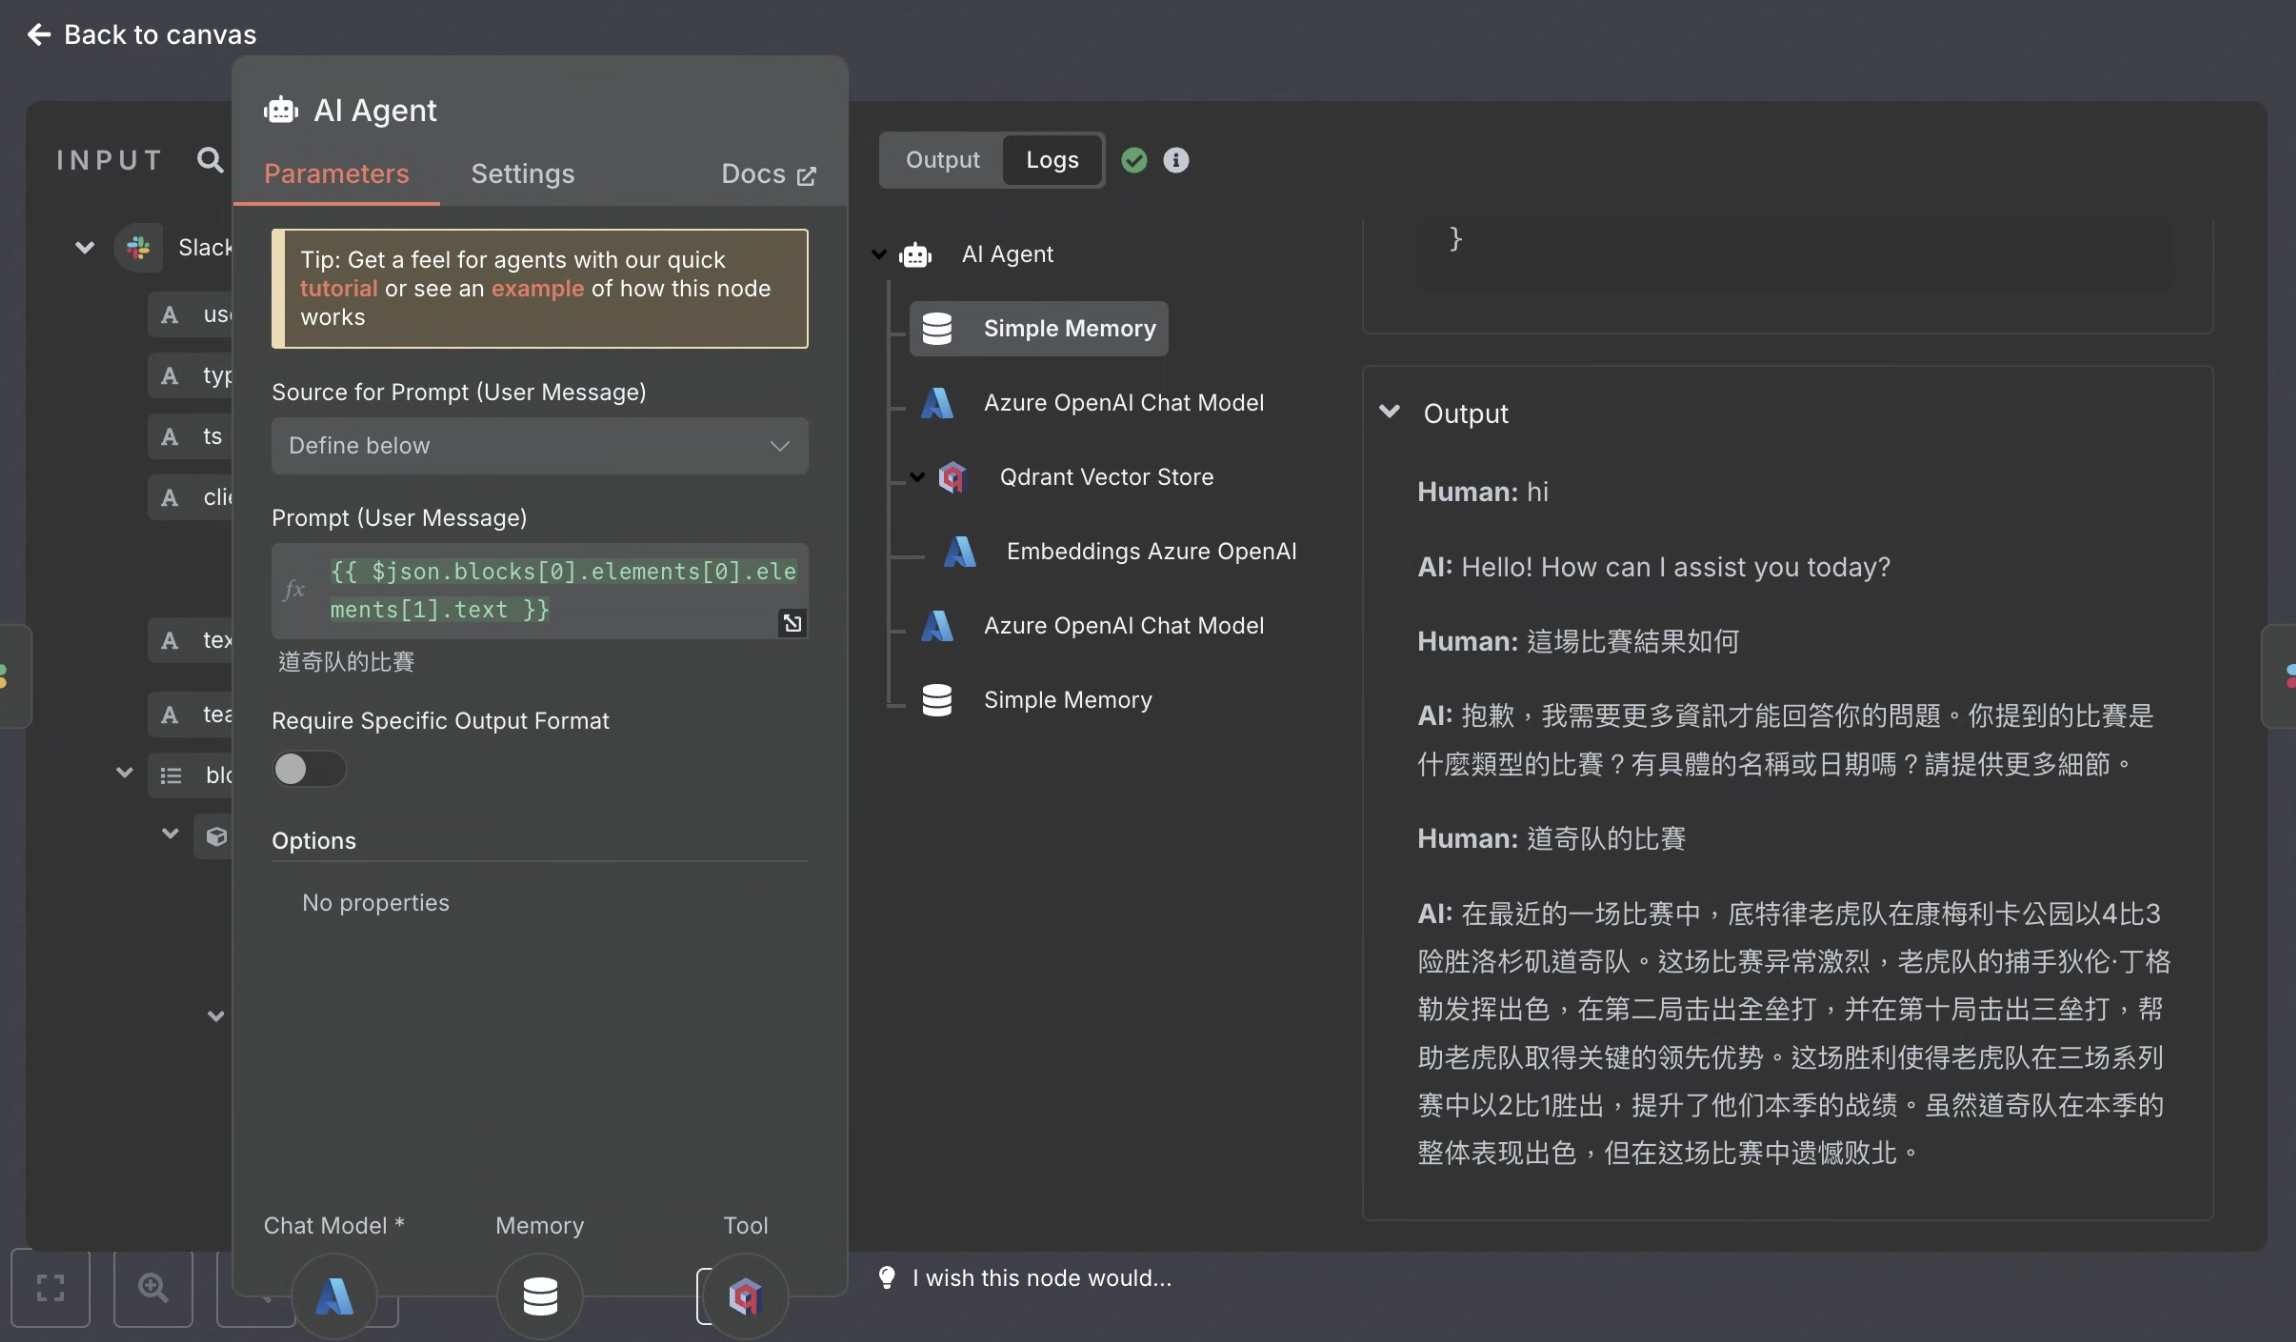 Back to canvas
INPUT
Slack
use
typ
ts
clie
tex
tea
blo
AI Agent
Parameters
Settings
Docs
Tip: Get a feel for agents with our quick
tutorial or see an example of how this node
works
Source for Prompt (User Message)
Define below
Prompt (User Message)
fx
{{ $json.blocks[0].elements[0].ele
ments[1].text }}
道奇队的比賽
Require Specific Output Format
Options
No properties
Chat Model *
Memory
Tool
Output
Logs
AI Agent
Simple Memory
Azure OpenAI Chat Model
Qdrant Vector Store
Embeddings Azure OpenAI
Azure OpenAI Chat Model
Simple Memory
}
Output
Human: hi
AI: Hello! How can I assist you today?
Human: 這場比賽結果如何
AI: 抱歉，我需要更多資訊才能回答你的問題。你提到的比賽是
什麼類型的比賽？有具體的名稱或日期嗎？請提供更多細節。
Human: 道奇队的比賽
AI: 在最近的一场比赛中，底特律老虎队在康梅利卡公园以4比3
险胜洛杉矶道奇队。这场比赛异常激烈，老虎队的捕手狄伦·丁格
勒发挥出色，在第二局击出全垒打，并在第十局击出三垒打，帮
助老虎队取得关键的领先优势。这场胜利使得老虎队在三场系列
赛中以2比1胜出，提升了他们本季的战绩。虽然道奇队在本季的
整体表现出色，但在这场比赛中遗憾败北。
I wish this node would...